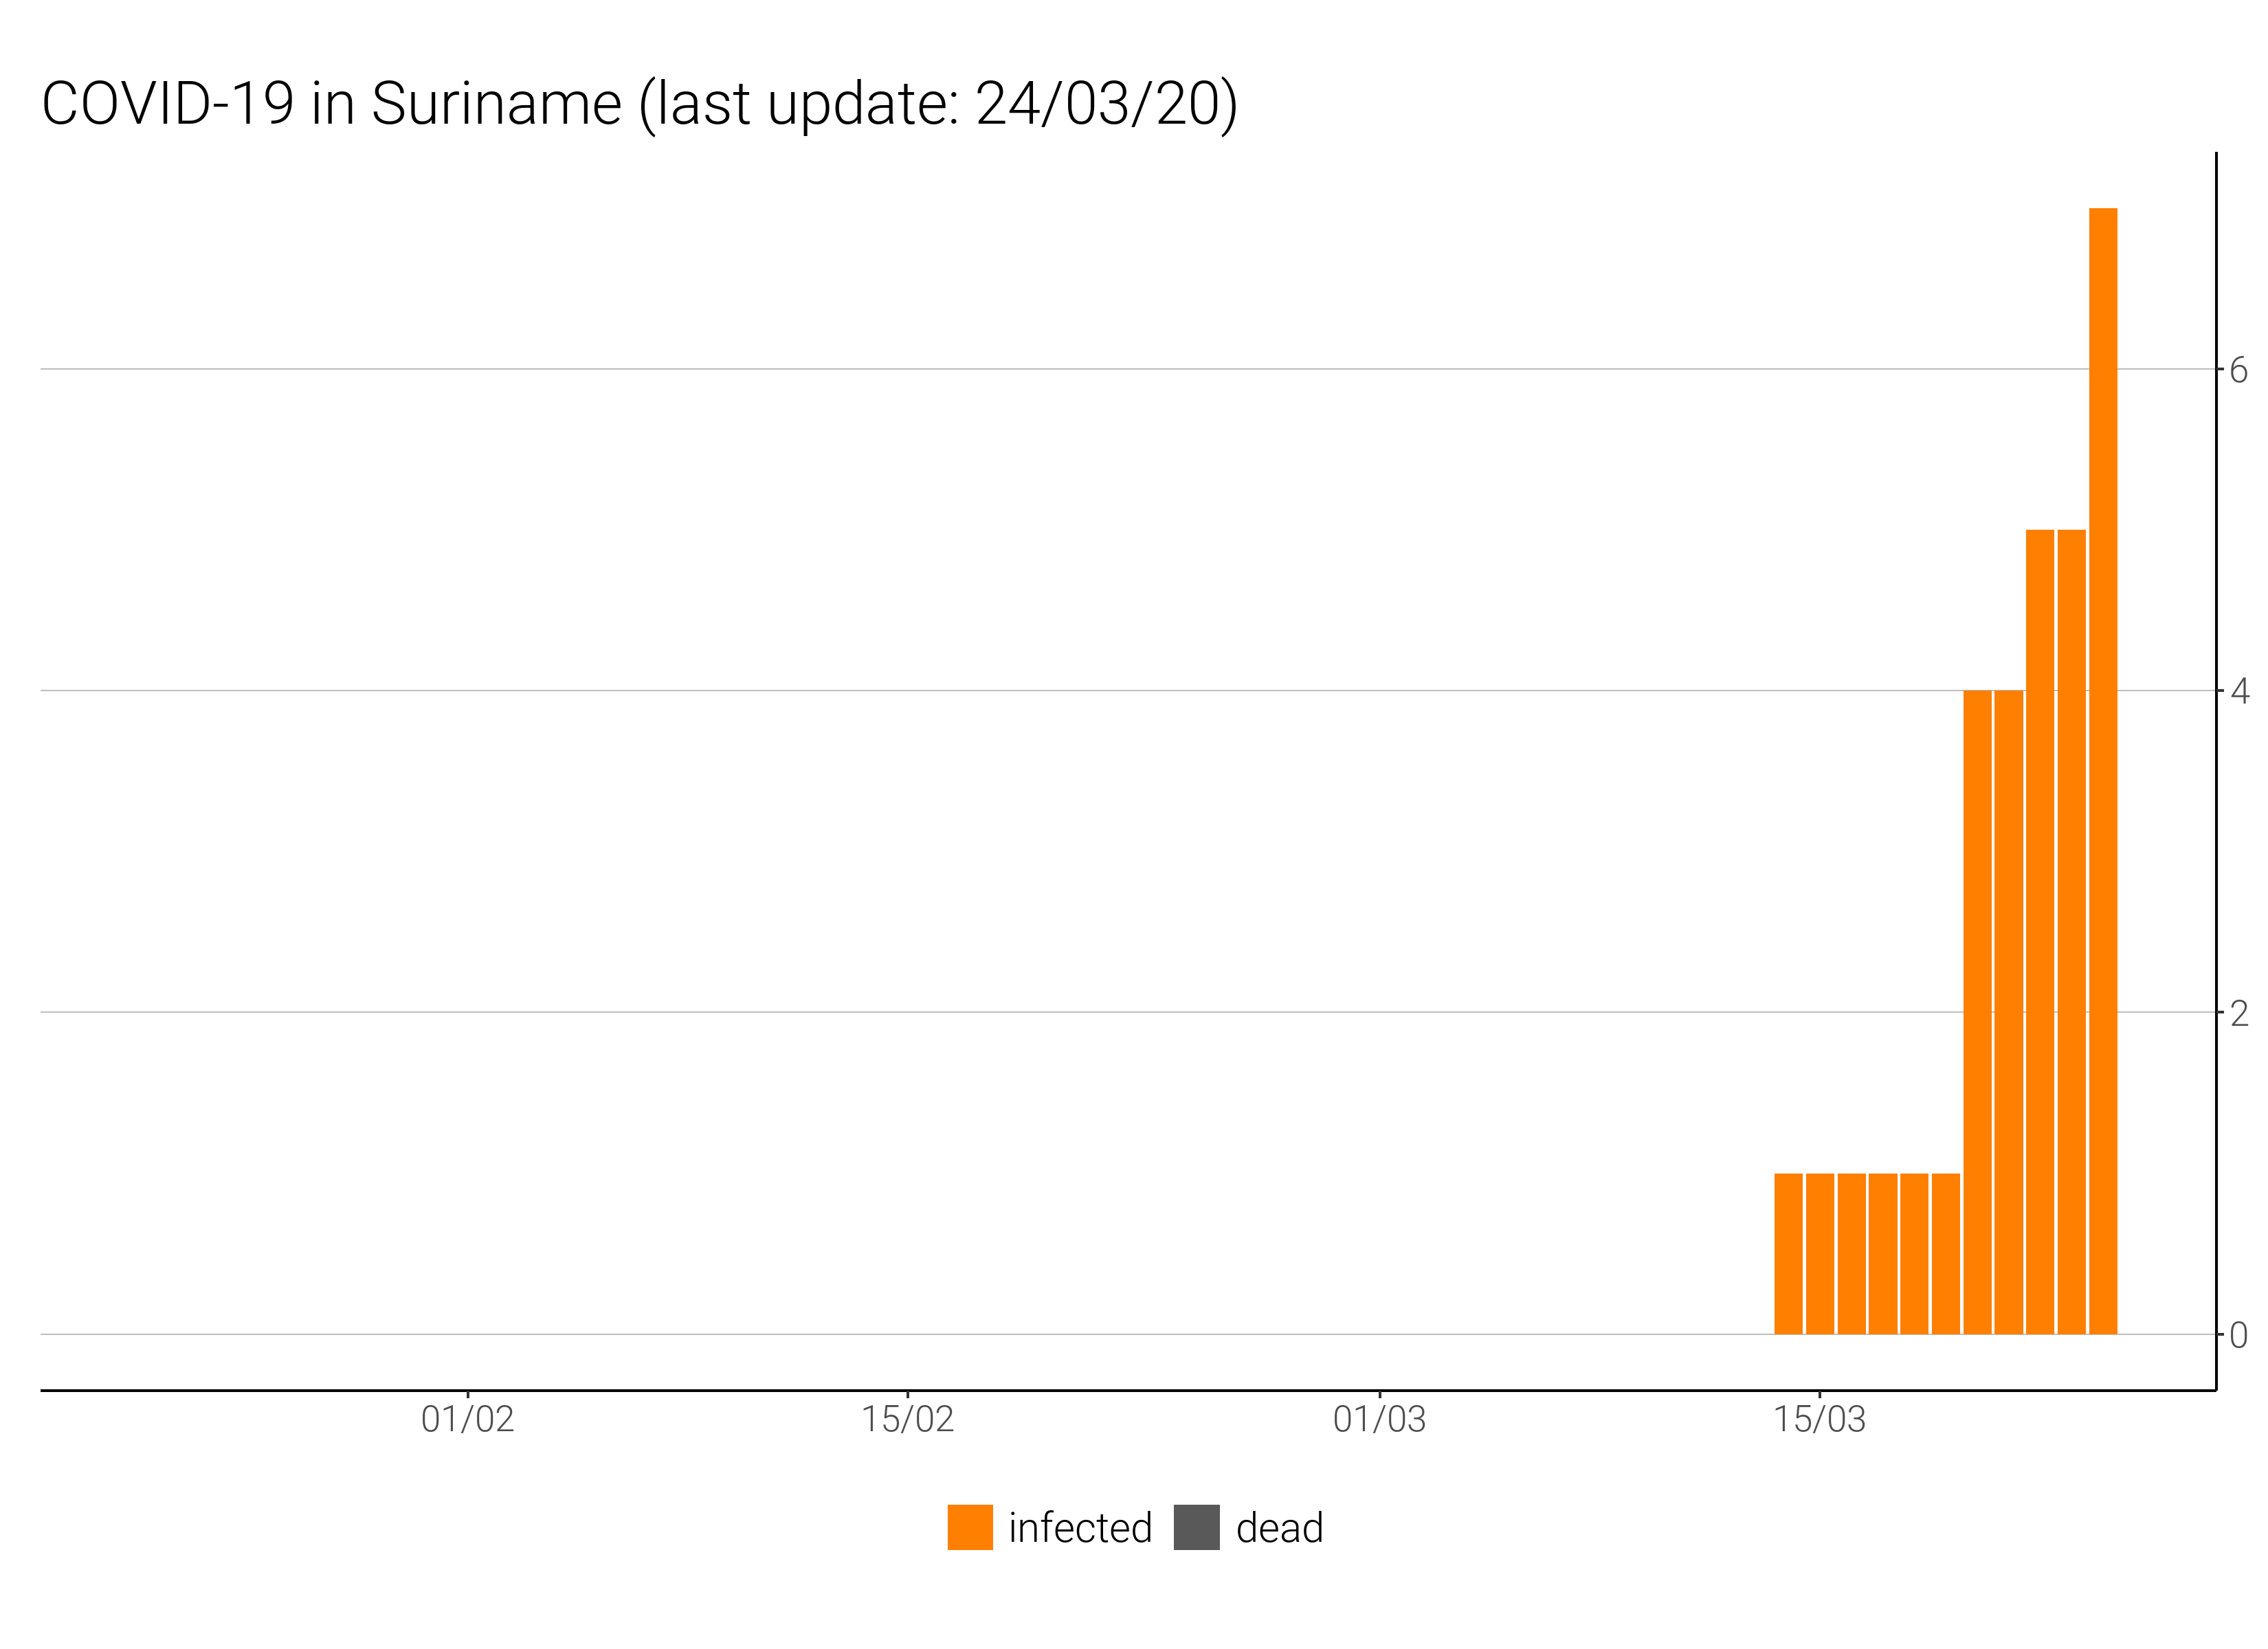 COVID-19 in Suriname (last update: 24/03/20)
6
4
2
0
01/02 15/02 01/03 15/03
infected dead